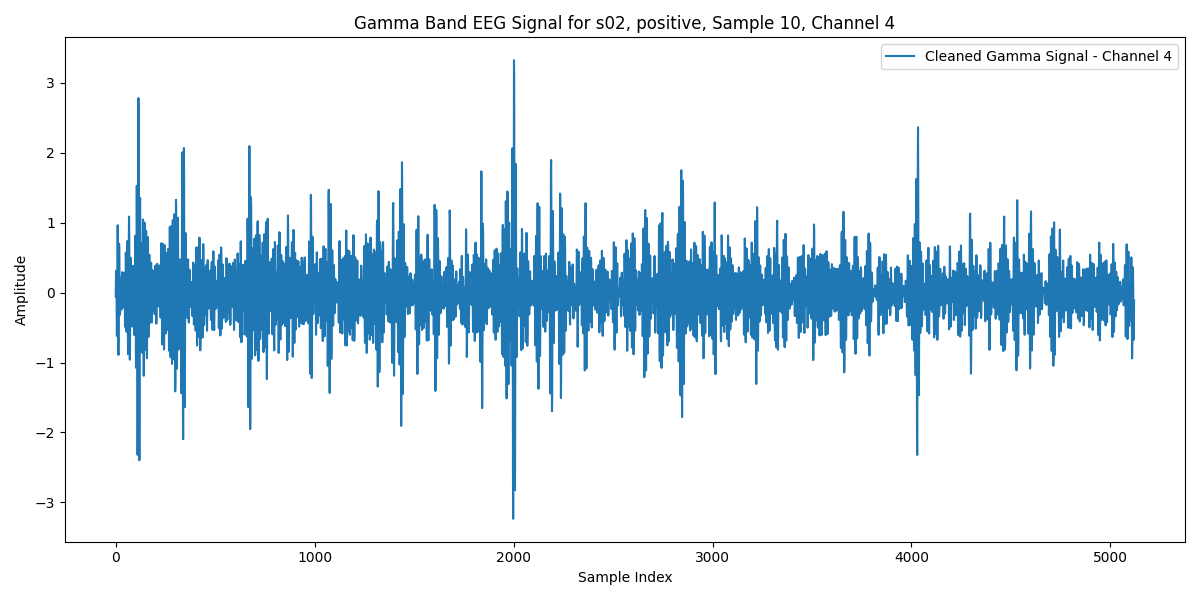 Gamma Band EEG Signal for s02, positive, Sample 10, Channel 4
Cleaned Gamma Signal - Channel 4
3
2
1
0
−1
−2
−3
Amplitude
0 1000 2000 3000 4000 5000
Sample Index